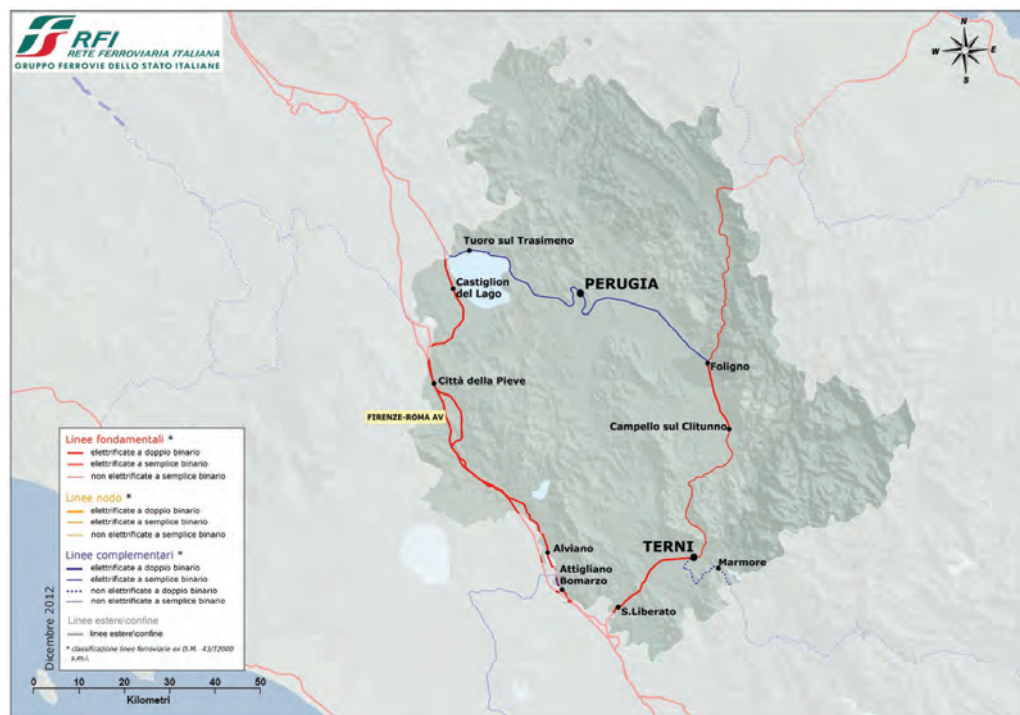 RFI
RETE FERROVIARIA ITALIANA
GRUPPO FERROVIE DELLO STATO ITALIANE
N
W
E
S
Tuoro sul Trasimeno
Castiglion
del Lago
PERUGIA
Foligno
Città della Pieve
FIRENZE-ROMA AV
Campello sul Clitunno
Alviano
TERNI
Marmore
Attigliano
Bomarzo
S.Liberato
Linee fondamentali *
elettrificate a doppio binario
elettrificate a semplice binario
non elettrificate a semplice binario
Linee nodo *
elettrificate a doppio binario
elettrificate a semplice binario
non elettrificate a semplice binario
Linee complementari *
elettrificate a doppio binario
elettrificate a semplice binario
non elettrificate a doppio binario
non elettrificate a semplice binario
Linee estere\confine
linee estere\confine
* classificazione linee ferroviarie ex D.M. 43/T2000
s.m.i.
Dicembre 2012
0 10 20 30 40 50
Kilometri